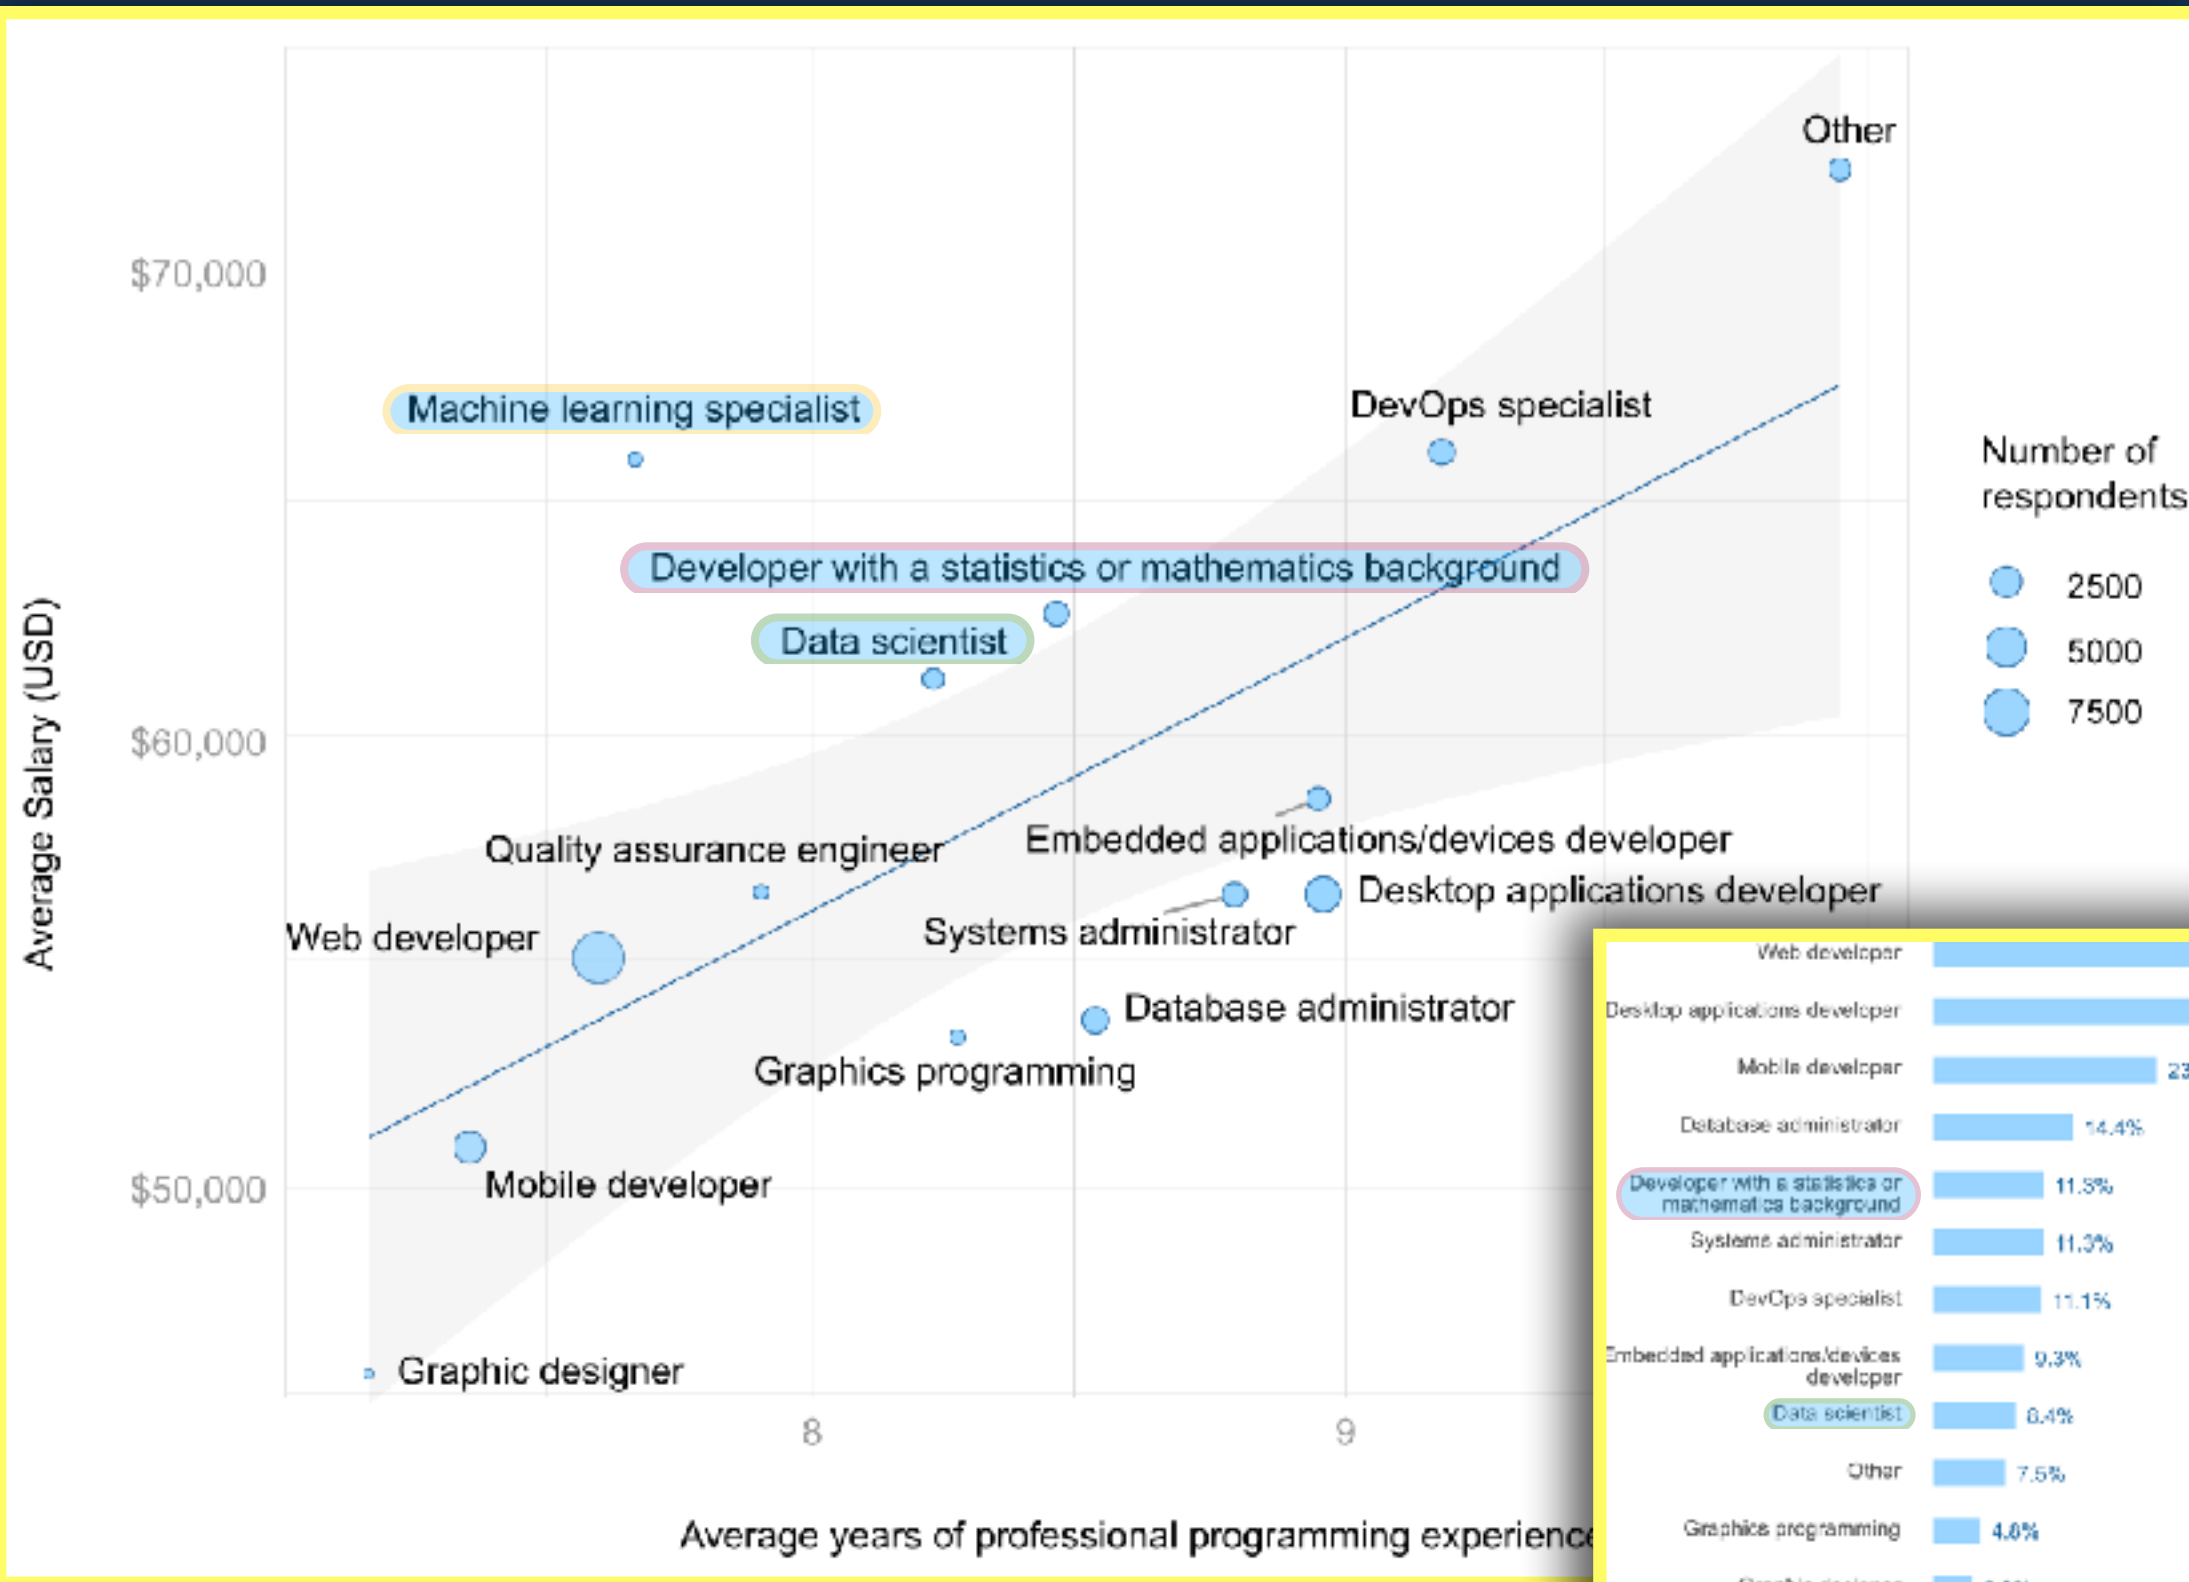 Other
$70,000
Machine learning specialist
DevOps specialist
Number of
respondents
Developer with a statistics or mathematics background
2500
Data scientist
5000
7500
$60,000
Average Salary (USD)
Quality assurance engineer
Embedded applications/devices developer
Desktop applications developer
Web developer
Systems administrator
Database administrator
Graphics programming
Mobile developer
$50,000
Graphic designer
8
9
Average years of professional programming experience
Web developer
Desktop applications developer
Mobile developer 23
Database administrator 14.4%
Developer with a statistics or
mathematics background 11.3%
Systems administrator 11.3%
DevOps specialist 11.1%
Embedded applications/devices
developer 9.3%
Data scientist 8.4%
Other 7.5%
Graphics programming 4.8%